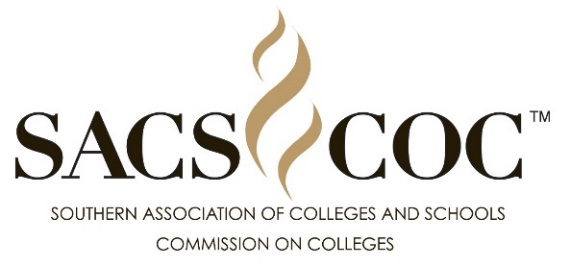 SACS COC™
SOUTHERN ASSOCIATION OF COLLEGES AND SCHOOLS
COMMISSION ON COLLEGES